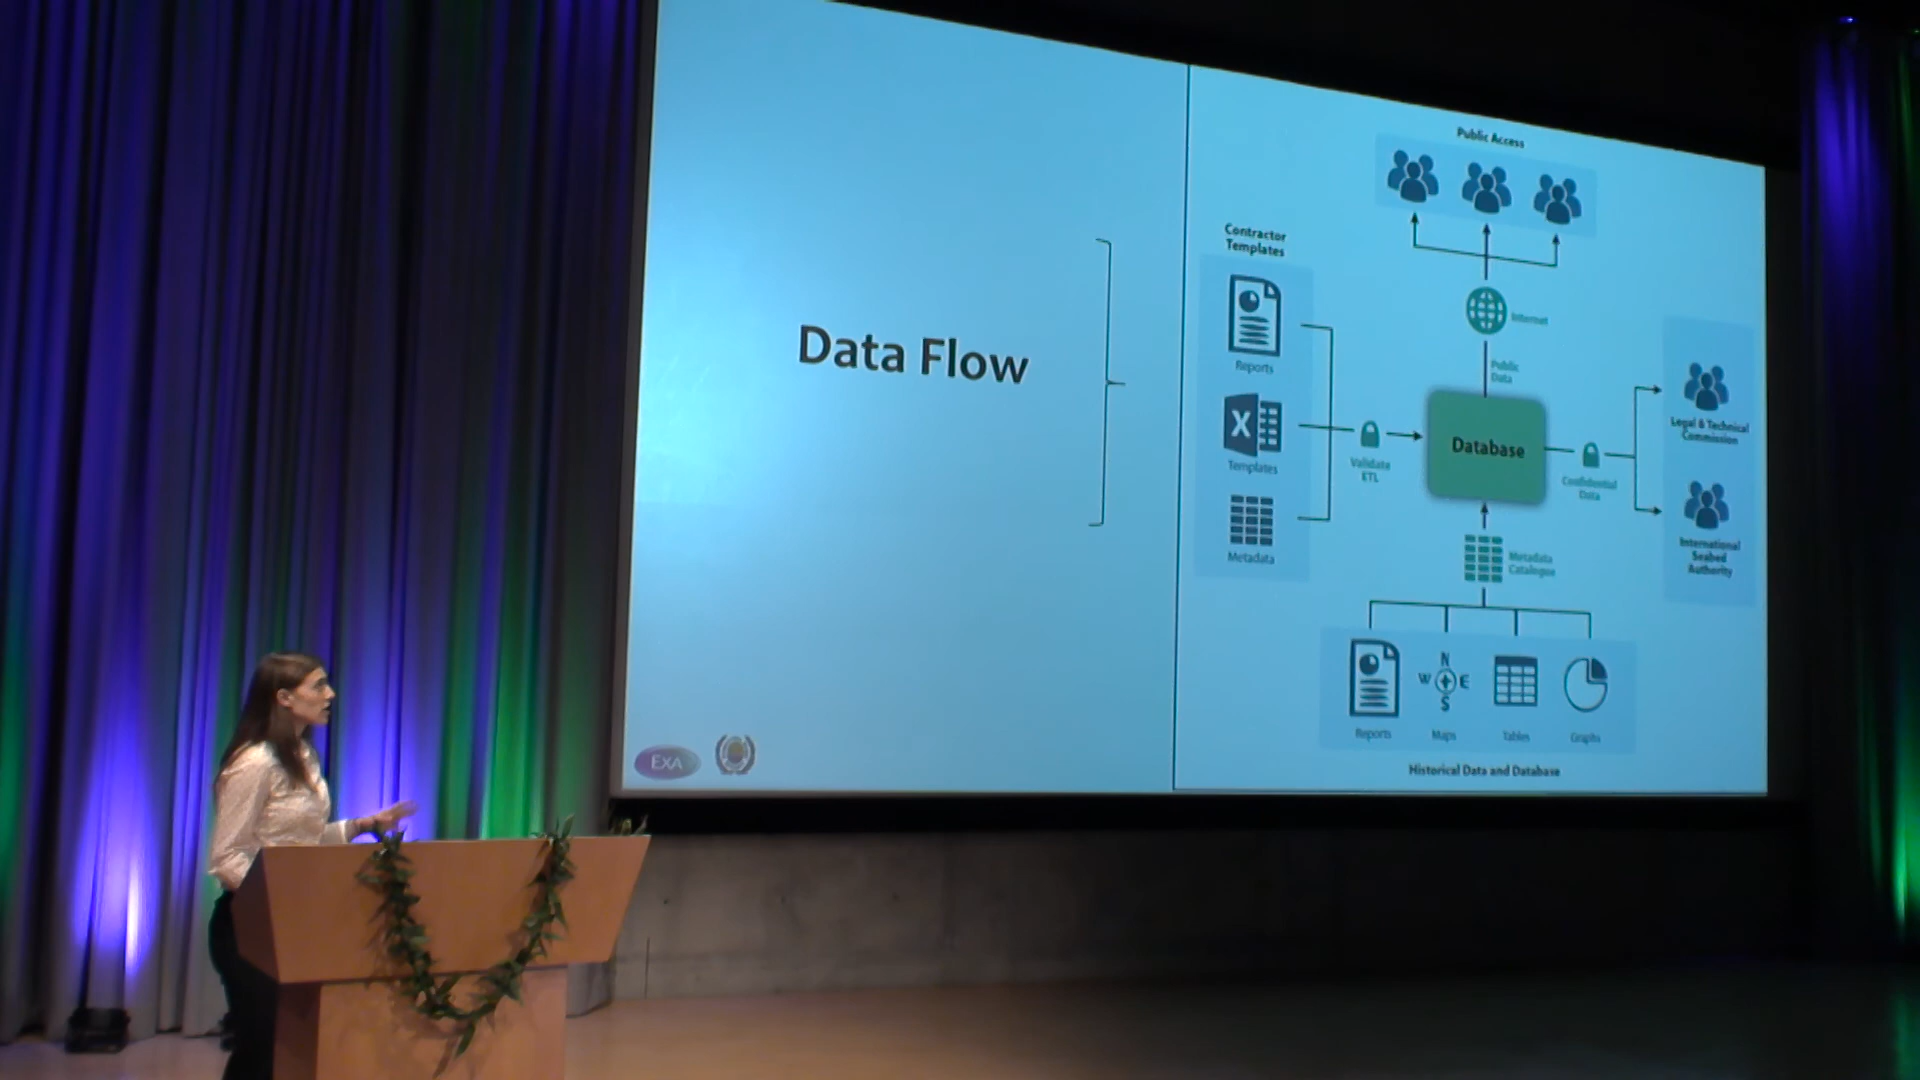 Data Flow
EXA
Public Access
Contractor
Templates
Reports
Templates
Metadata
Internet
Public
Data
Validate
ETL
Database
Confidential
Data
Legal & Technical
Commission
International
Seabed
Authority
Metadata
Catalogue
N
W E
S
Reports Maps Tables Graphs
Historical Data and Database